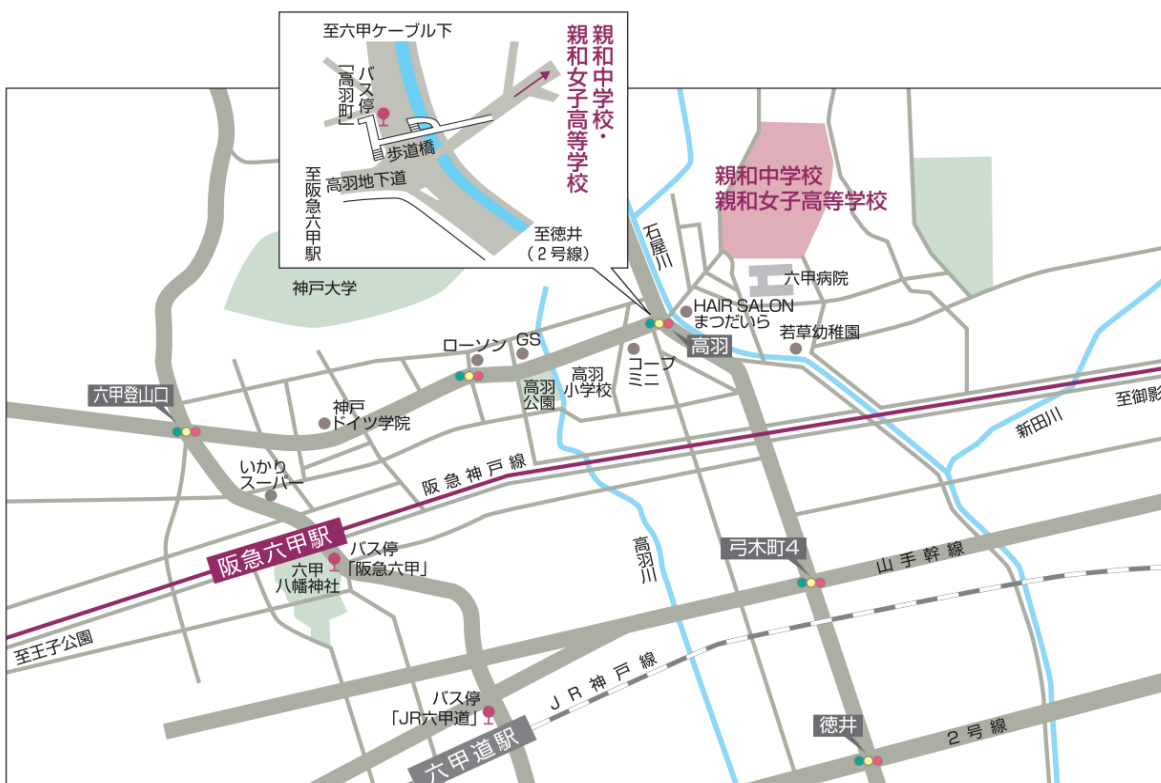 至六甲ケーブル下
バス停
「高羽町」
歩道橋
高羽地下道
至阪急六甲駅
至徳井
(2号線)
親和中学校・
親和女子高等学校
親和中学校
親和女子高等学校
石屋川
六甲病院
神戸大学
HAIR SALON
まつだいら
若草幼稚園
高羽
ローソン
GS
コープ
ミニ
高羽
小学校
高羽
公園
六甲登山口
神戸
ドイツ学院
至御影
新田川
いかり
スーパー
阪急神戸線
阪急六甲駅
バス停
「阪急六甲」
六甲
八幡神社
高羽川
弓木町4
山手幹線
至王子公園
バス停
「JR六甲道」
JR神戸線
六甲道駅
徳井
2号線